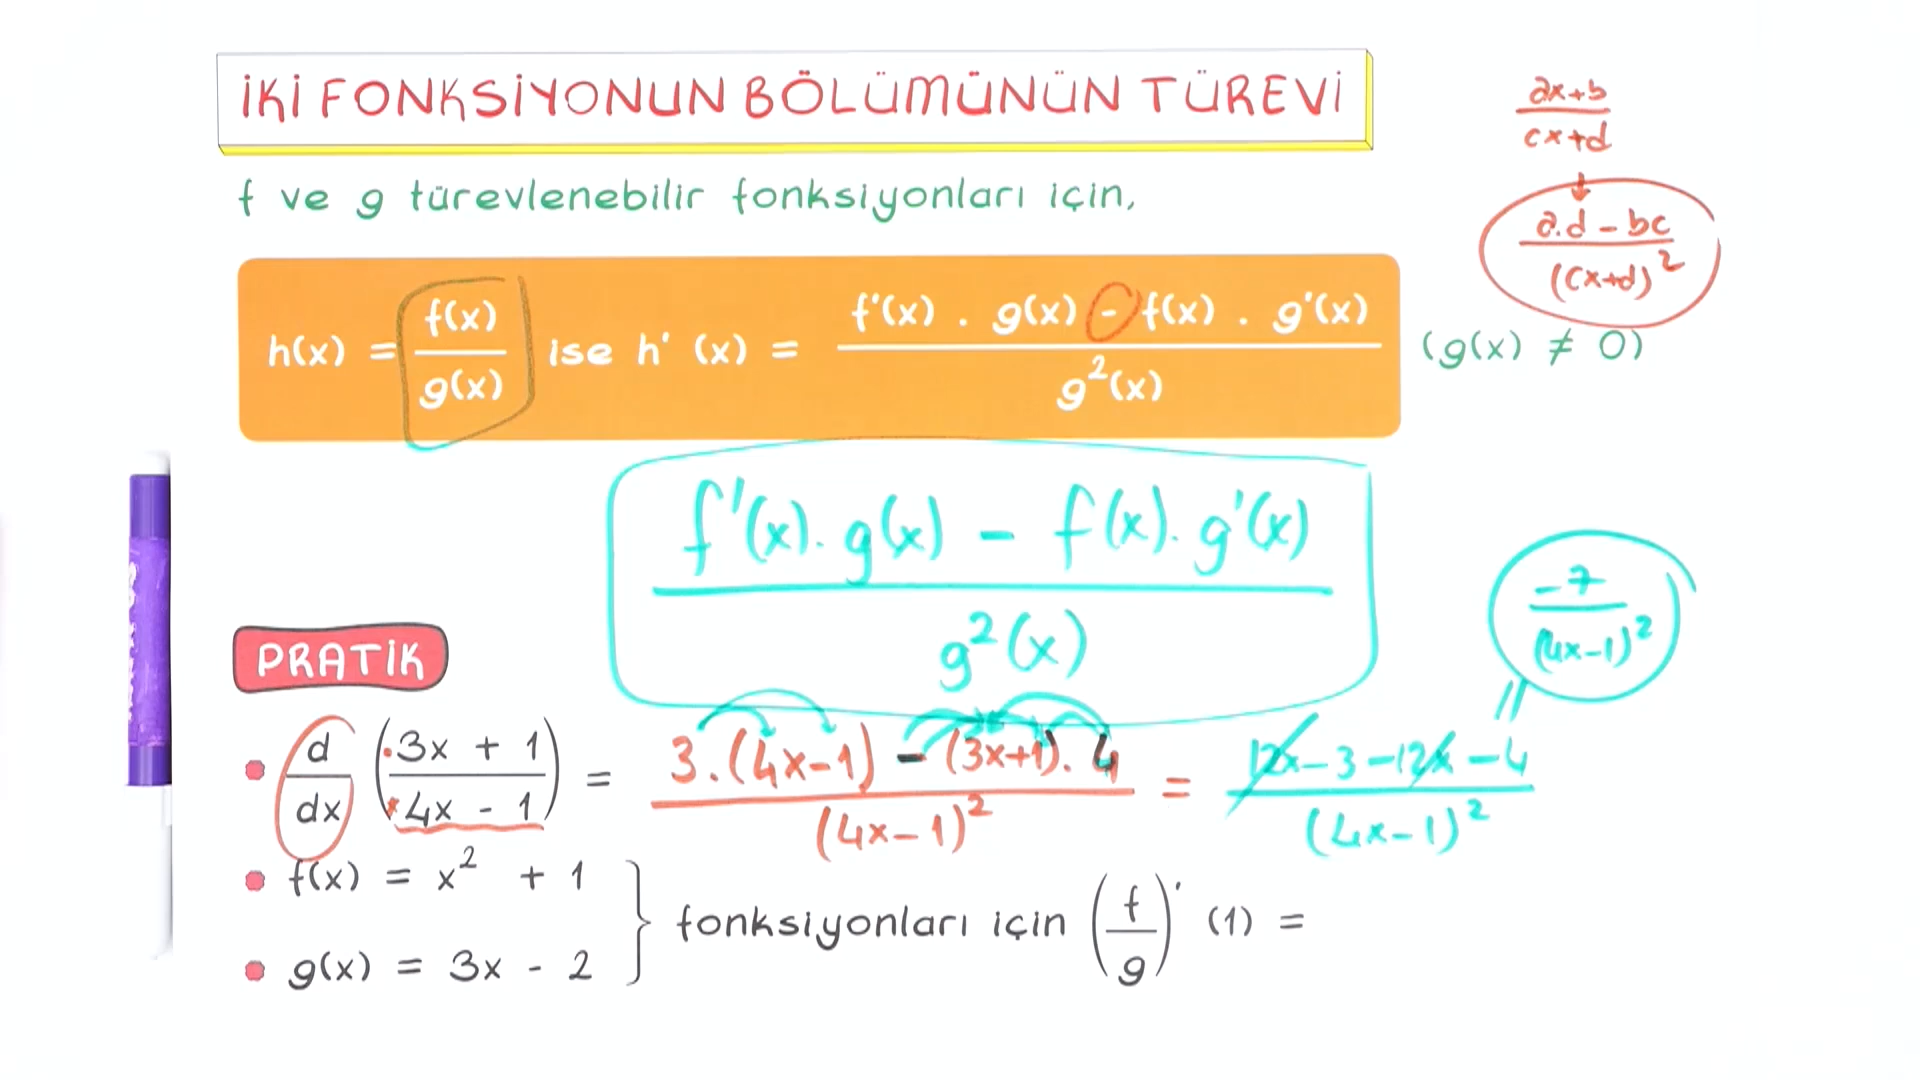 İKİ FONKSİYONUN BÖLÜMÜNÜN TÜREVİ
ax+b
cx+d
a.d - bc
(cx+d)²
f ve g türevlenebilir fonksiyonları için,
h(x) = f(x) / g(x) ise h' (x) = f'(x) . g(x) - f(x) . g'(x) / g²(x) (g(x) ≠ 0)
f'(x). g(x) - f(x). g'(x)
g²(x)
-7
(4x-1)²
PRATİK
d/dx (3x + 1 / 4x - 1) = 3.(4x-1) - (3x+1). 4 / (4x-1)² = 12x-3-12x-4 / (4x-1)²
f(x) = x² + 1
g(x) = 3x - 2
} fonksiyonları için (f/g)' (1) =